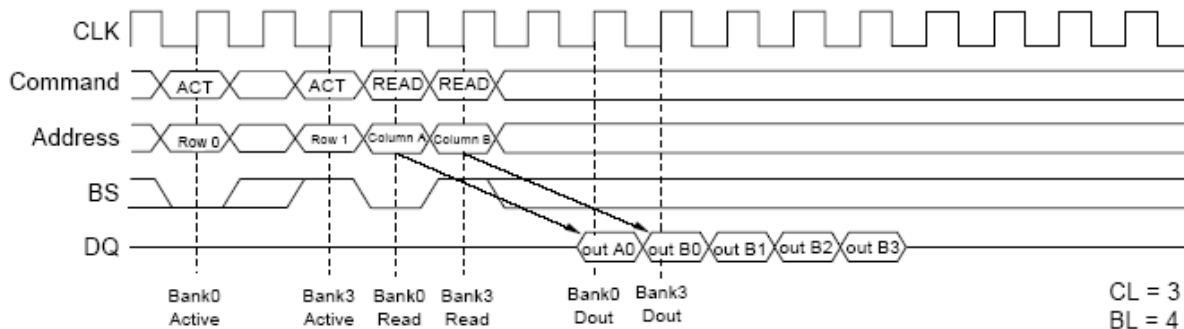 CLK
Command ACT ACT READ READ
Address Row 0 Row 1 Column A Column B
BS
DQ out A0 out B0 out B1 out B2 out B3
Bank0 Active
Bank3 Active
Bank0 Read
Bank3 Read
Bank0 Dout
Bank3 Dout
CL = 3
BL = 4